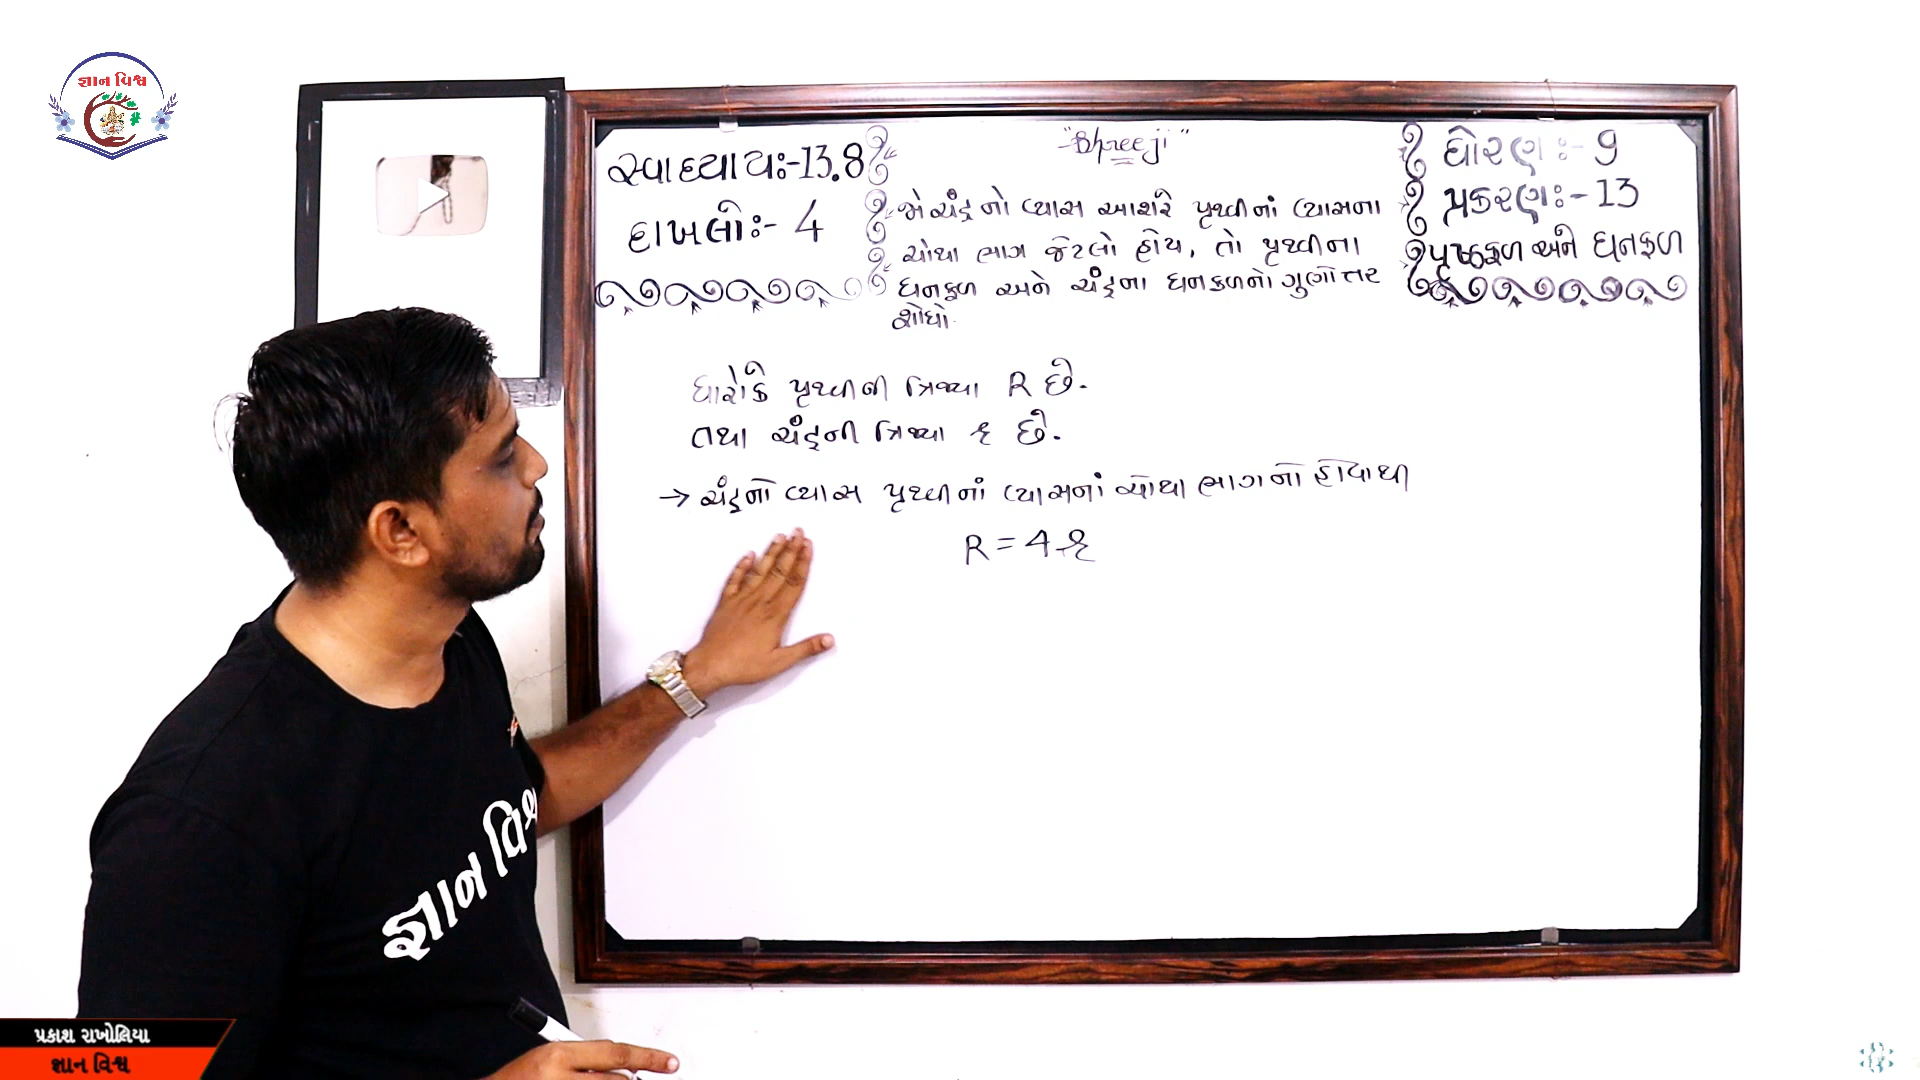 જ્ઞાન વિશ્વ
"Shreeji"
સ્વાધ્યાયઃ-13.8
દાખલોઃ- 4
જો ચંદ્રનો વ્યાસ આશરે પૃથ્વીનાં વ્યાસના
ચોથા ભાગ જેટલો હોય, તો પૃથ્વીના
ઘનફળ અને ચંદ્રના ઘનફળનો ગુણોત્તર
શોધો.
ધોરણઃ- 9
પ્રકરણઃ- 13
પૃષ્ઠફળ અને ઘનફળ
ધારોકે પૃથ્વીની ત્રિજ્યા R છે.
તથા ચંદ્રની ત્રિજ્યા r છે.
→ ચંદ્રનો વ્યાસ પૃથ્વીનાં વ્યાસનાં ચોથા ભાગનો હોવાથી
R = 4r
જ્ઞાન વિશ્વ
પ્રકાશ રાખોલિયા
જ્ઞાન વિશ્વ